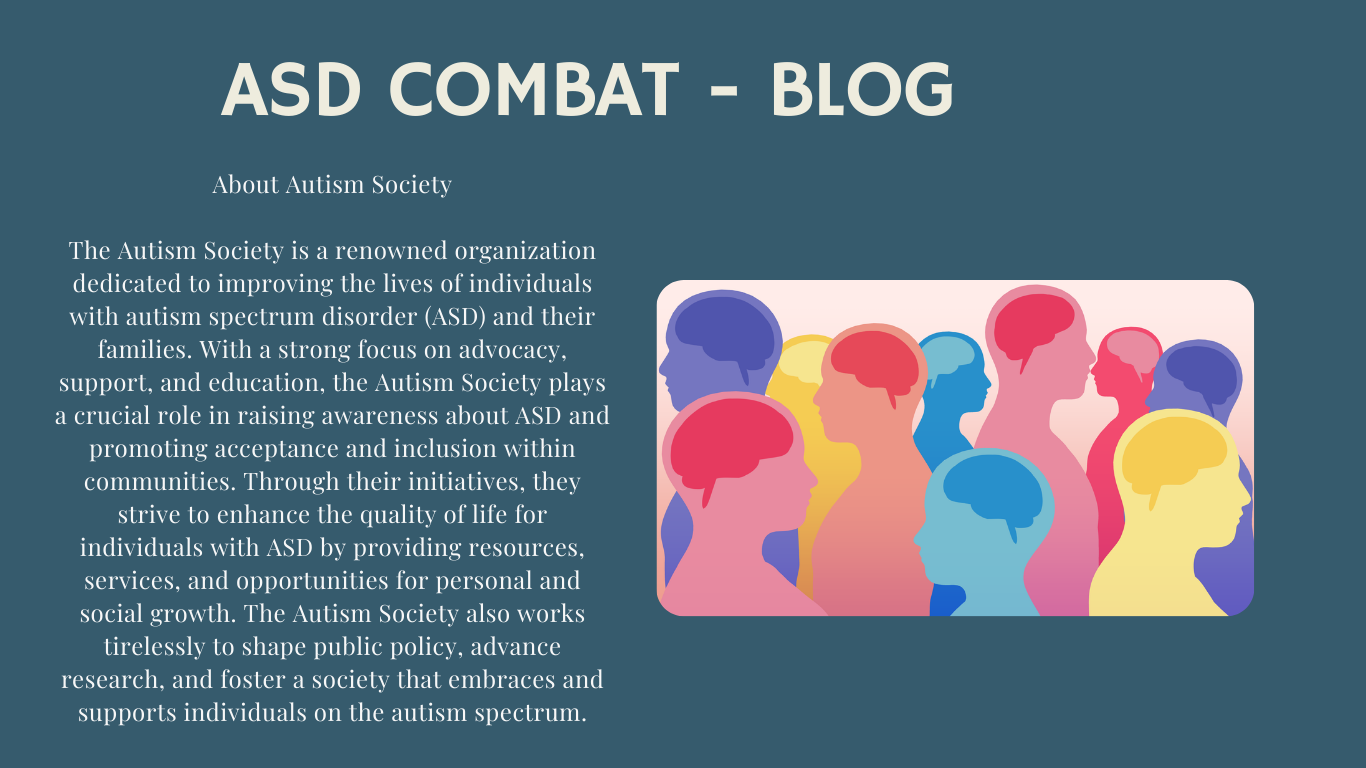 ASD COMBAT - BLOG
About Autism Society
The Autism Society is a renowned organization
dedicated to improving the lives of individuals
with autism spectrum disorder (ASD) and their
families. With a strong focus on advocacy,
support, and education, the Autism Society plays
a crucial role in raising awareness about ASD and
promoting acceptance and inclusion within
communities. Through their initiatives, they
strive to enhance the quality of life for
individuals with ASD by providing resources,
services, and opportunities for personal and
social growth. The Autism Society also works
tirelessly to shape public policy, advance
research, and foster a society that embraces and
supports individuals on the autism spectrum.